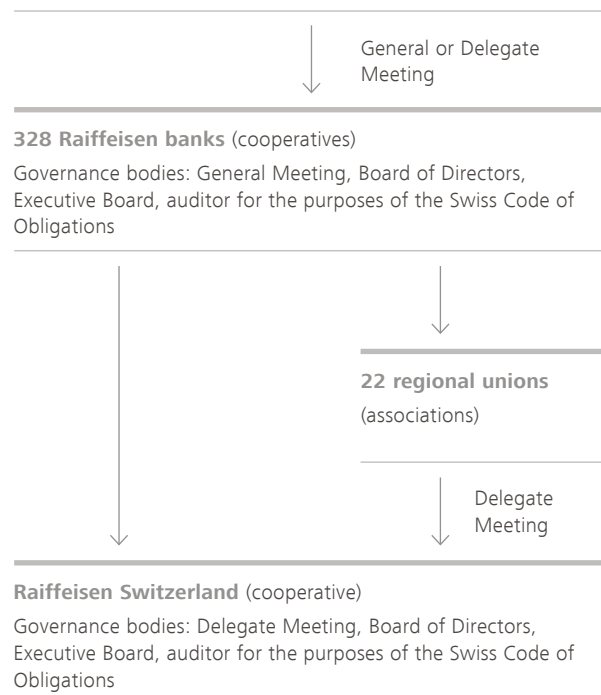 General or Delegate
Meeting
328 Raiffeisen banks (cooperatives)
Governance bodies: General Meeting, Board of Directors,
Executive Board, auditor for the purposes of the Swiss Code of
Obligations
22 regional unions
(associations)
Delegate
Meeting
Raiffeisen Switzerland (cooperative)
Governance bodies: Delegate Meeting, Board of Directors,
Executive Board, auditor for the purposes of the Swiss Code of
Obligations